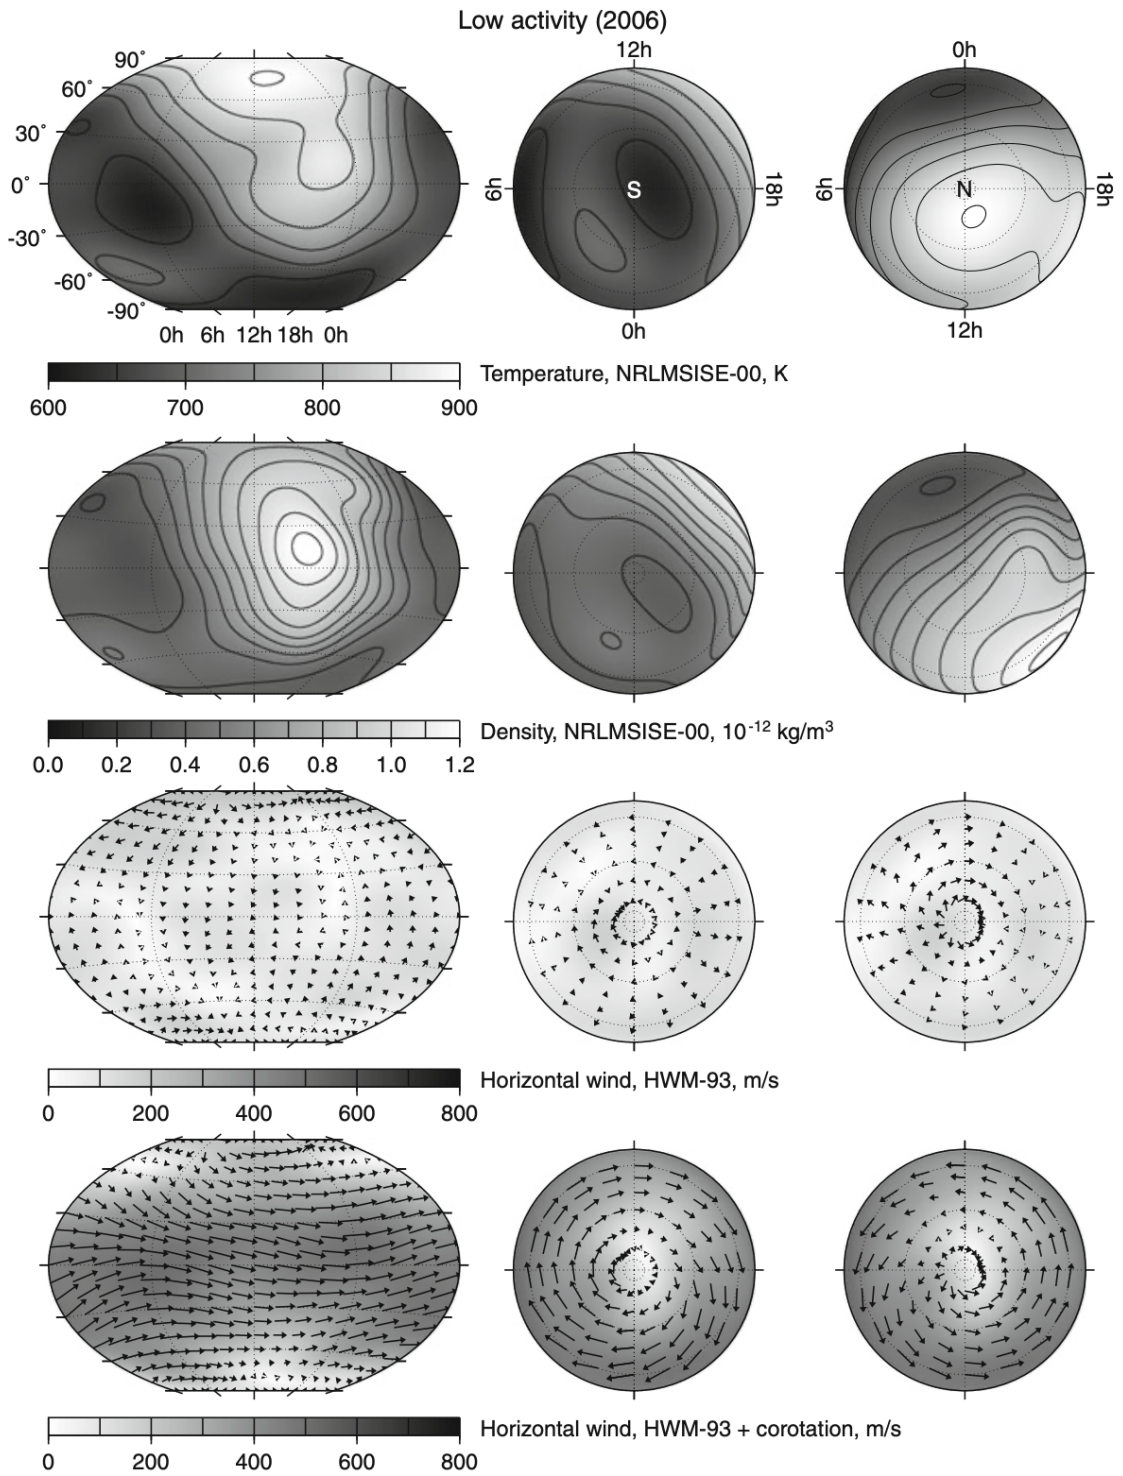 Low activity (2006)
12h
0h
90°
60°
30°
0°
-30°
-60°
-90°
6h
S
18h
6h
N
18h
0h 6h 12h 18h 0h
0h
12h
600 700 800 900
Temperature, NRLMSISE-00, K
0.0 0.2 0.4 0.6 0.8 1.0 1.2
Density, NRLMSISE-00, 10⁻¹² kg/m³
0 200 400 600 800
Horizontal wind, HWM-93, m/s
0 200 400 600 800
Horizontal wind, HWM-93 + corotation, m/s